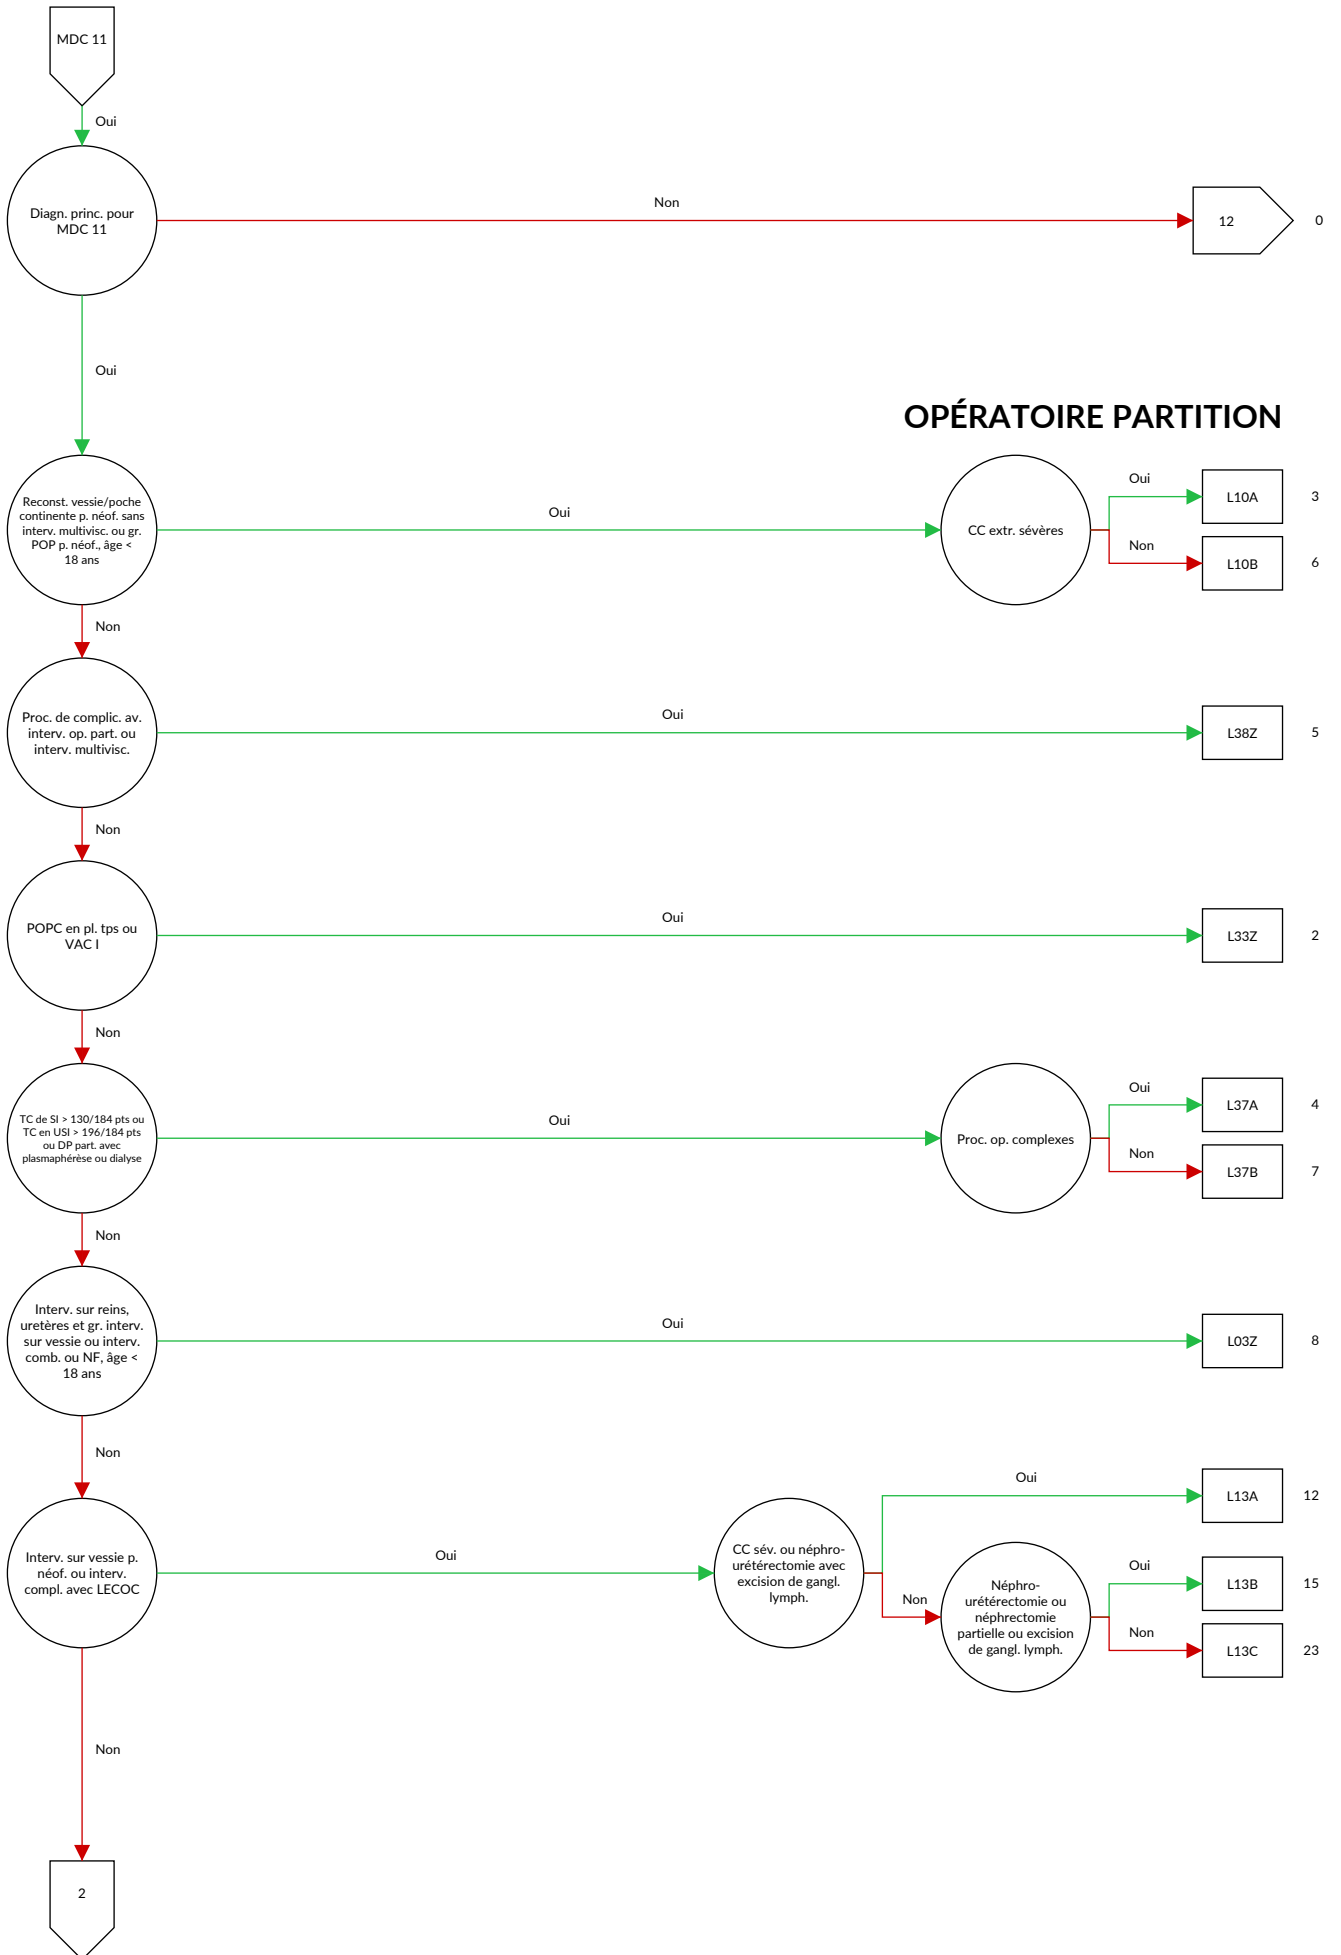 MDC 11
Oui
Diagn. princ. pour
MDC 11
Non
12
0
Oui
OPÉRATOIRE PARTITION
Reconst. vessie/poche
continente p. néof. sans
interv. multivisc. ou gr.
POP p. néof., âge <
18 ans
Oui
CC extr. sévères
Oui
L10A
3
Non
L10B
6
Non
Proc. de complic. av.
interv. op. part. ou
interv. multivisc.
Oui
L38Z
5
Non
POPC en pl. tps ou
VAC I
Oui
L33Z
2
Non
TC de SI > 130/184 pts ou
TC en USI > 196/184 pts
ou DP part. avec
plasmaphérèse ou dialyse
Oui
Proc. op. complexes
Oui
L37A
4
Non
L37B
7
Non
Interv. sur reins,
uretères et gr. interv.
sur vessie ou interv.
comb. ou NF, âge <
18 ans
Oui
L03Z
8
Non
Interv. sur vessie p.
néof. ou interv.
compl. avec LECOC
Oui
CC sév. ou néphro-
urétérectomie avec
excision de gangl.
lymph.
Oui
L13A
12
Non
Néphro-
urétérectomie ou
néphrectomie
partielle ou excision
de gangl. lymph.
Oui
L13B
15
Non
L13C
23
Non
2